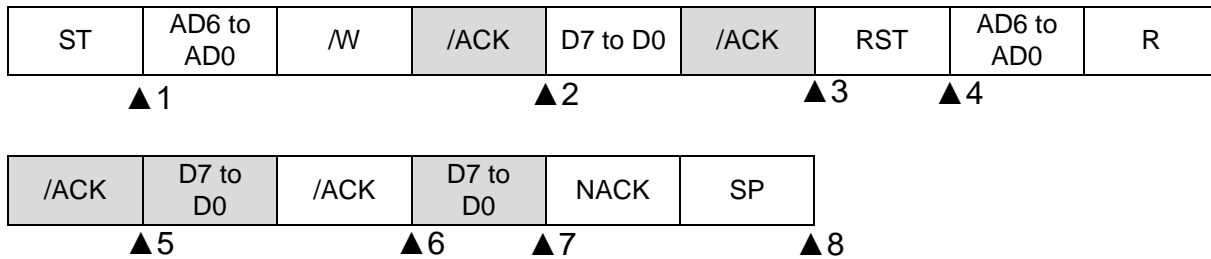 ST AD6 to AD0 /W /ACK D7 to D0 /ACK RST AD6 to AD0 R
▲1 ▲2 ▲3 ▲4
/ACK D7 to D0 /ACK D7 to D0 NACK SP
▲5 ▲6 ▲7 ▲8